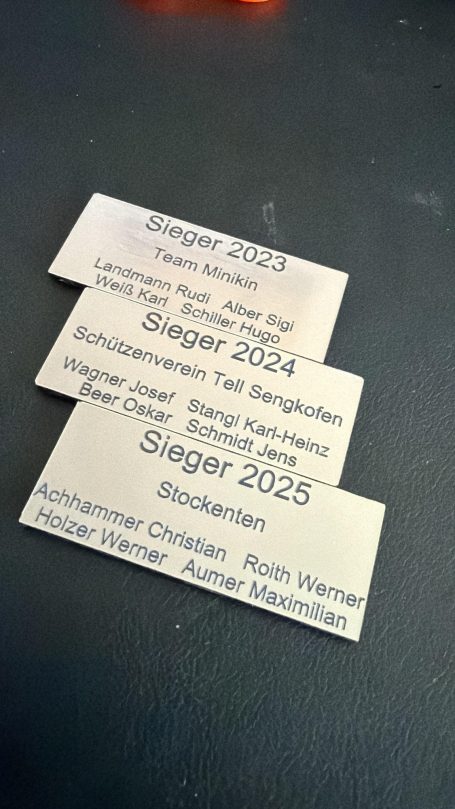 Sieger 2023
Team Minikin
Landmann Rudi Alber Sigi
Weiß Karl Schiller Hugo
Sieger 2024
Schützenverein Tell Sengkofen
Wagner Josef Stangl Karl-Heinz
Beer Oskar Schmidt Jens
Sieger 2025
Stockenten
Achhammer Christian Roith Werner
Holzer Werner Aumer Maximilian